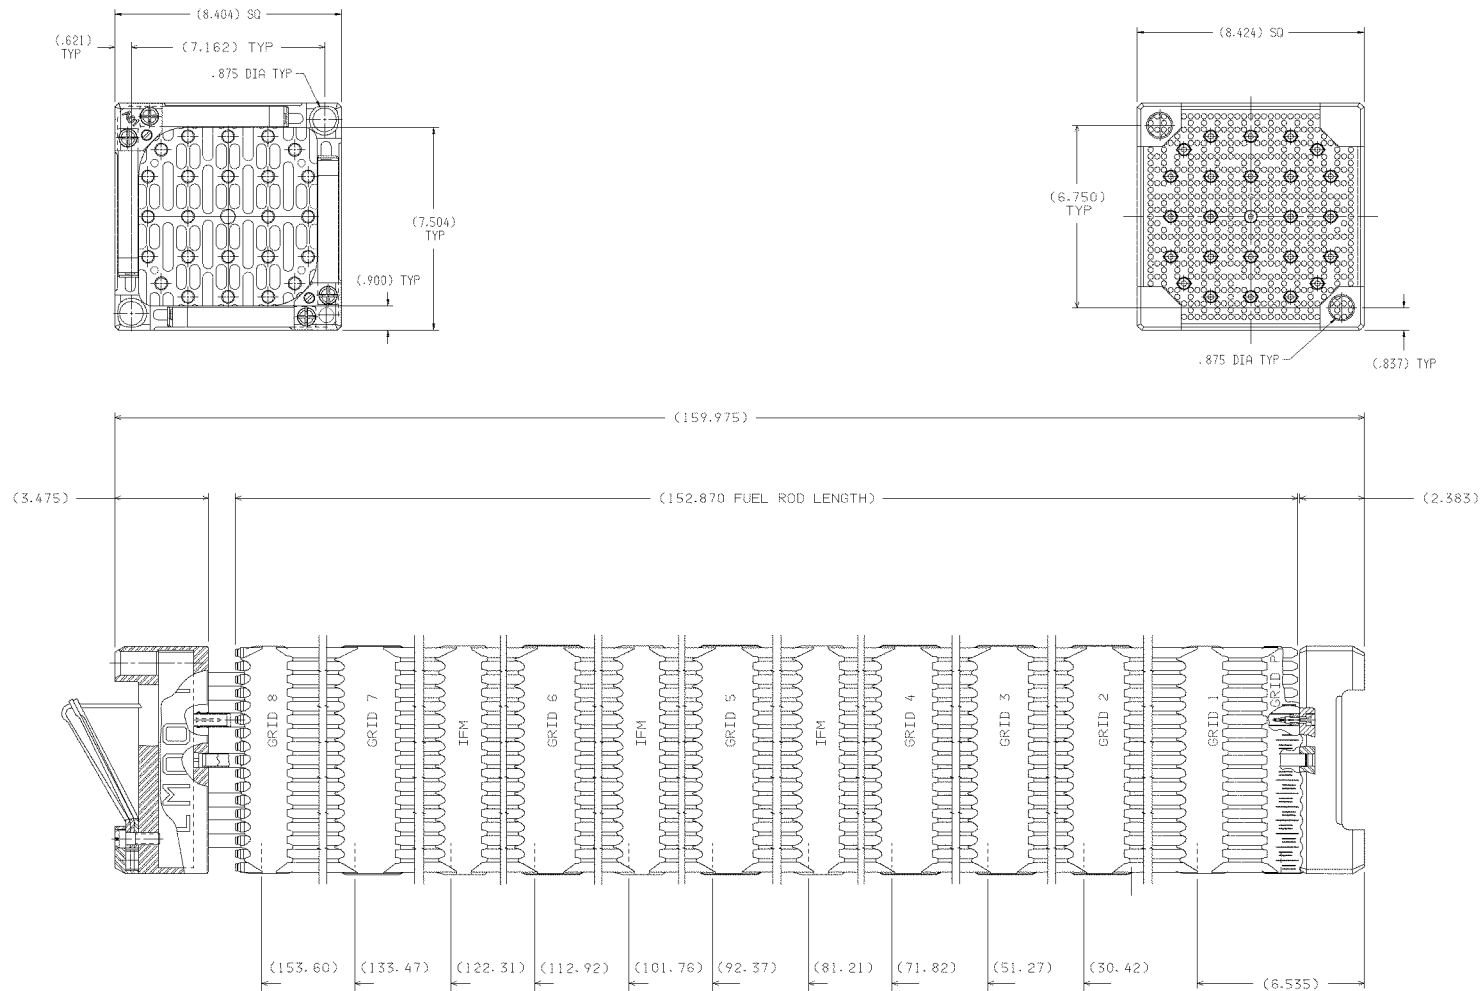 (8.404) SQ
(.621)
TYP
(7.162) TYP
.875 DIA TYP
(7.504)
TYP
(.900) TYP
(8.424) SQ
(6.750)
TYP
.875 DIA TYP
(.837) TYP
(159.975)
(3.475)
(152.870 FUEL ROD LENGTH)
(2.383)
GRID 8
GRID 7
IFM
GRID 6
IFM
GRID 5
IFM
GRID 4
GRID 3
GRID 2
GRID 1
GRID P
(153.60)
(133.47)
(122.31)
(112.92)
(101.76)
(92.37)
(81.21)
(71.82)
(51.27)
(30.42)
(6.535)